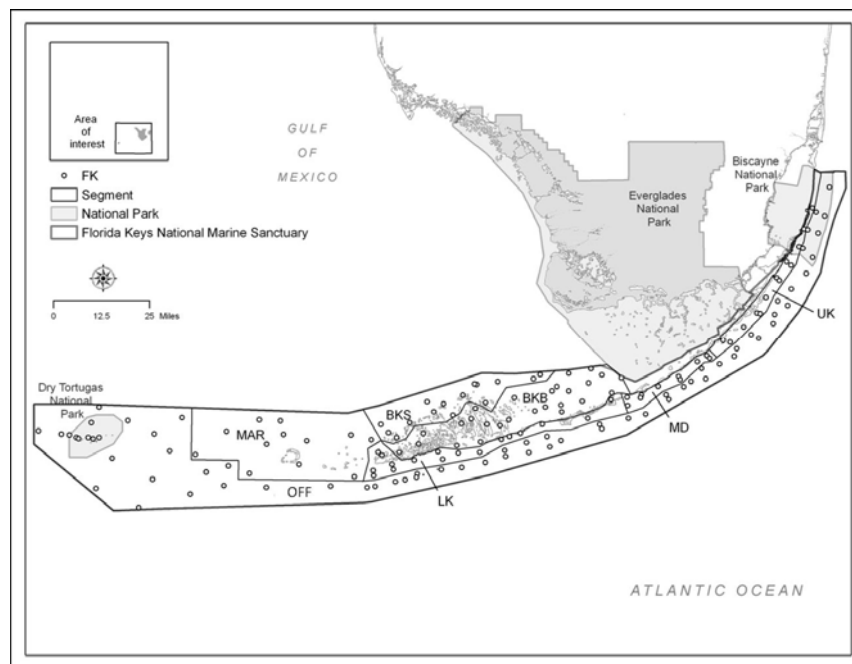 Area
of
interest
GULF
OF
MEXICO
FK
Segment
National Park
Florida Keys National Marine Sanctuary
0 12.5 25 Miles
Biscayne
National
Park
Everglades
National
Park
UK
Dry Tortugas
National
Park
BKS
BKB
MAR
MD
OFF
LK
ATLANTIC OCEAN